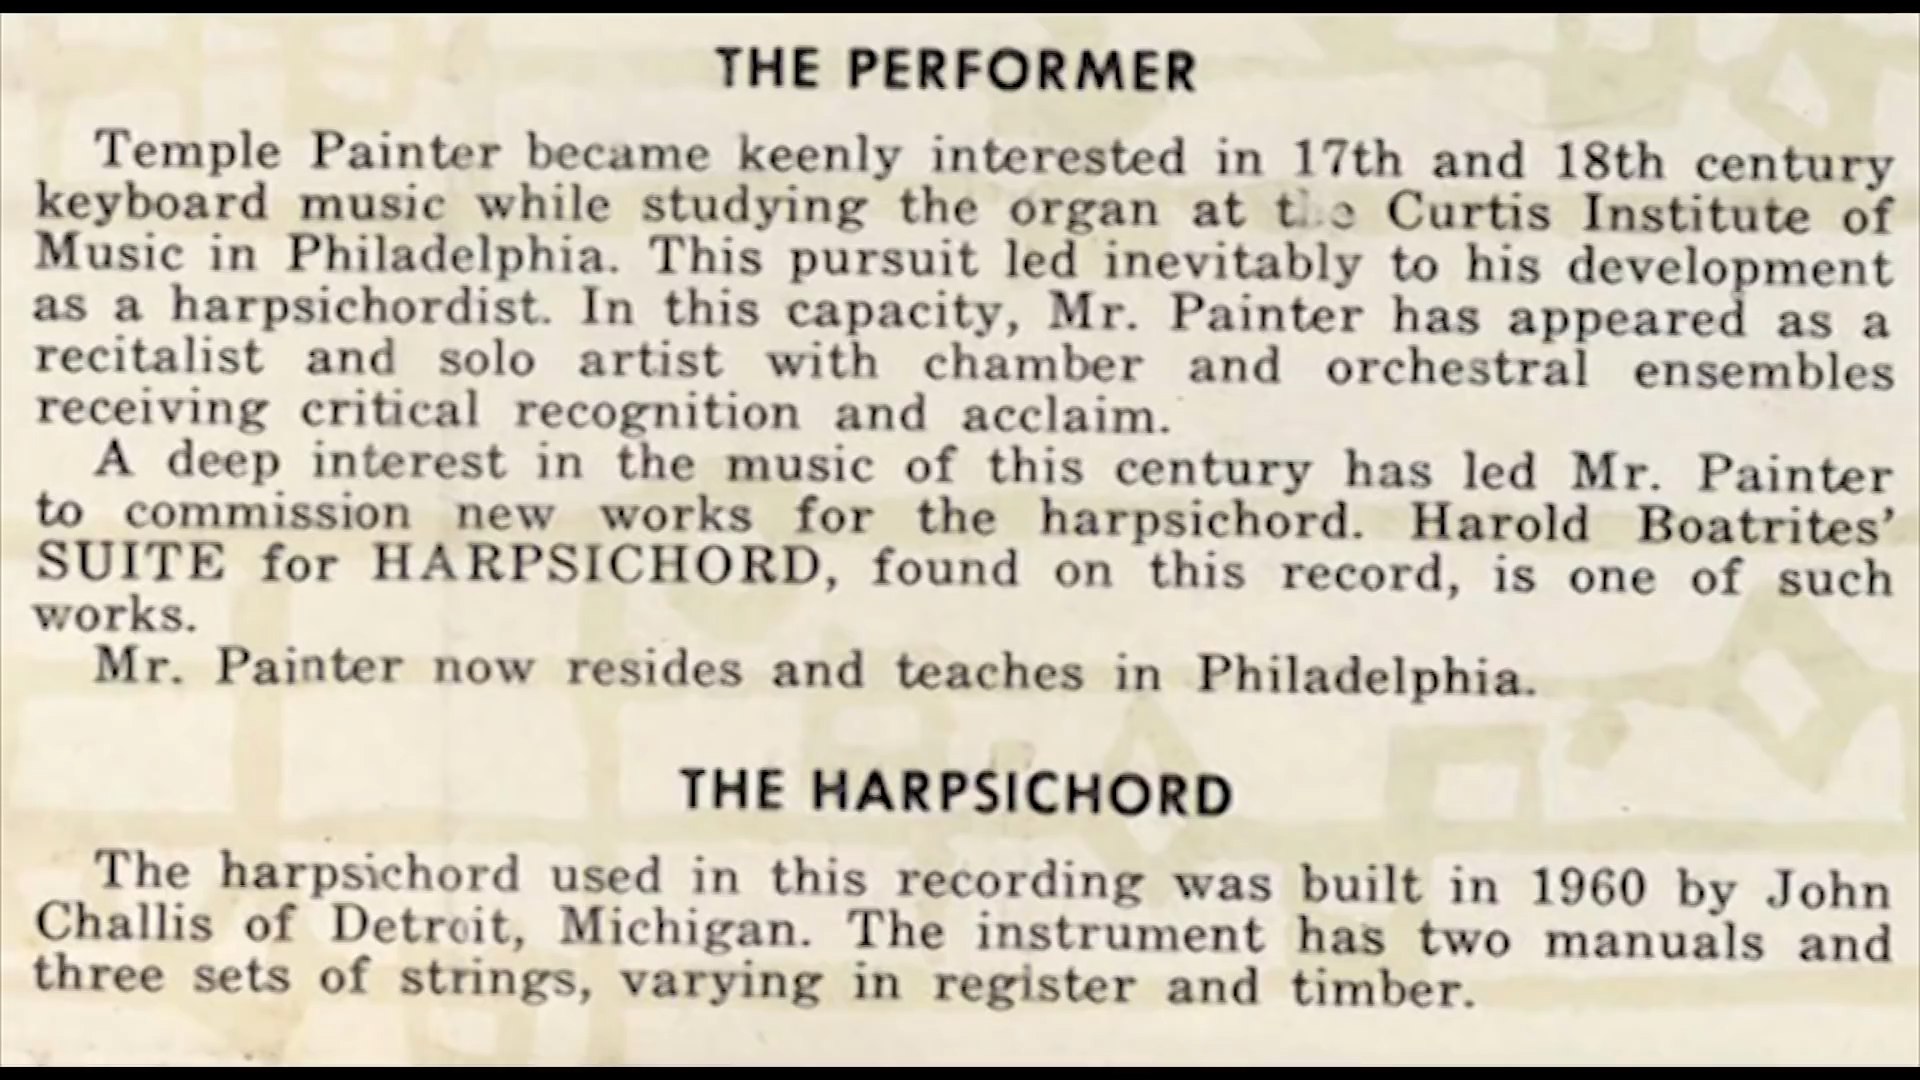 THE PERFORMER
Temple Painter became keenly interested in 17th and 18th century
keyboard music while studying the organ at the Curtis Institute of
Music in Philadelphia. This pursuit led inevitably to his development
as a harpsichordist. In this capacity, Mr. Painter has appeared as a
recitalist and solo artist with chamber and orchestral ensembles
receiving critical recognition and acclaim.
A deep interest in the music of this century has led Mr. Painter
to commission new works for the harpsichord. Harold Boatrites'
SUITE for HARPSICHORD, found on this record, is one of such
works.
Mr. Painter now resides and teaches in Philadelphia.
THE HARPSICHORD
The harpsichord used in this recording was built in 1960 by John
Challis of Detroit, Michigan. The instrument has two manuals and
three sets of strings, varying in register and timber.